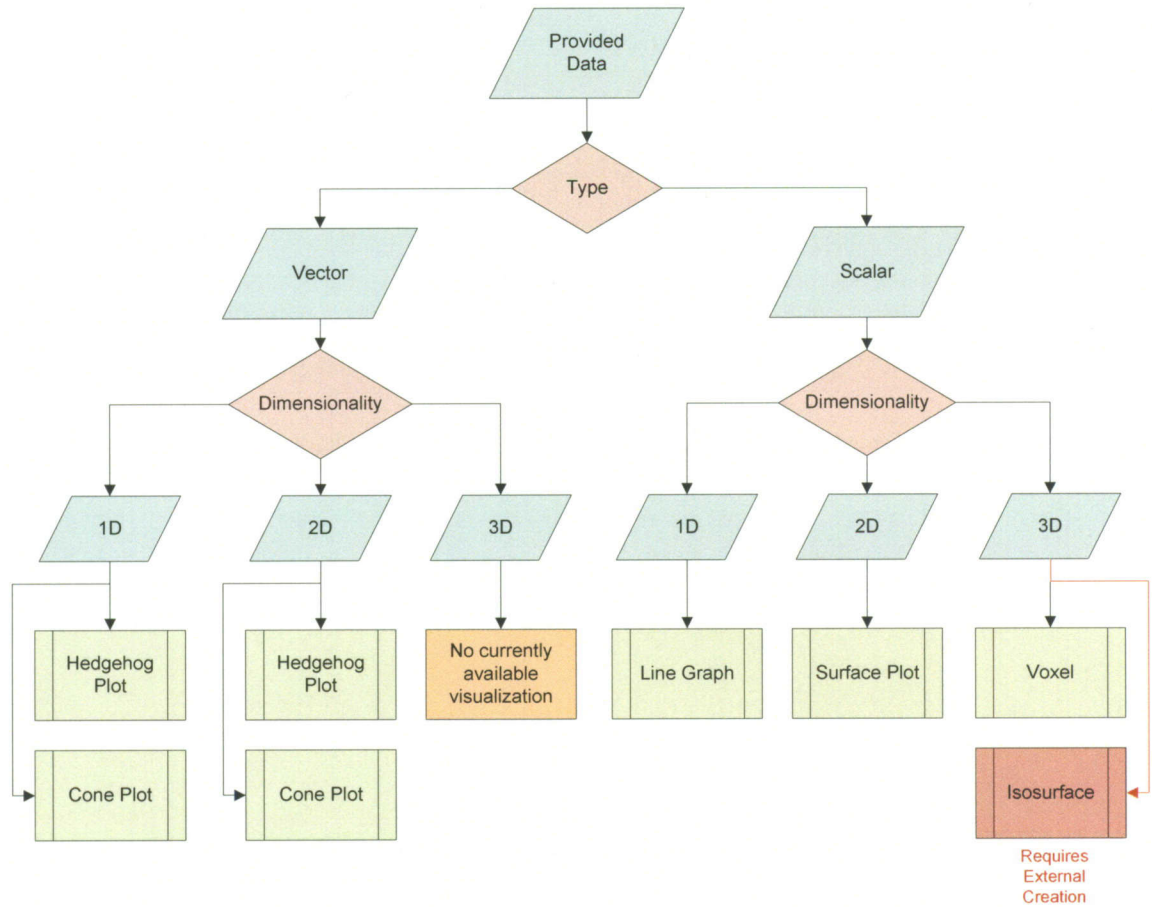 Provided
Data
Type
Vector
Scalar
Dimensionality
Dimensionality
1D
2D
3D
1D
2D
3D
Hedgehog
Plot
Hedgehog
Plot
No currently
available
visualization
Line Graph
Surface Plot
Voxel
Cone Plot
Cone Plot
Isosurface
Requires
External
Creation